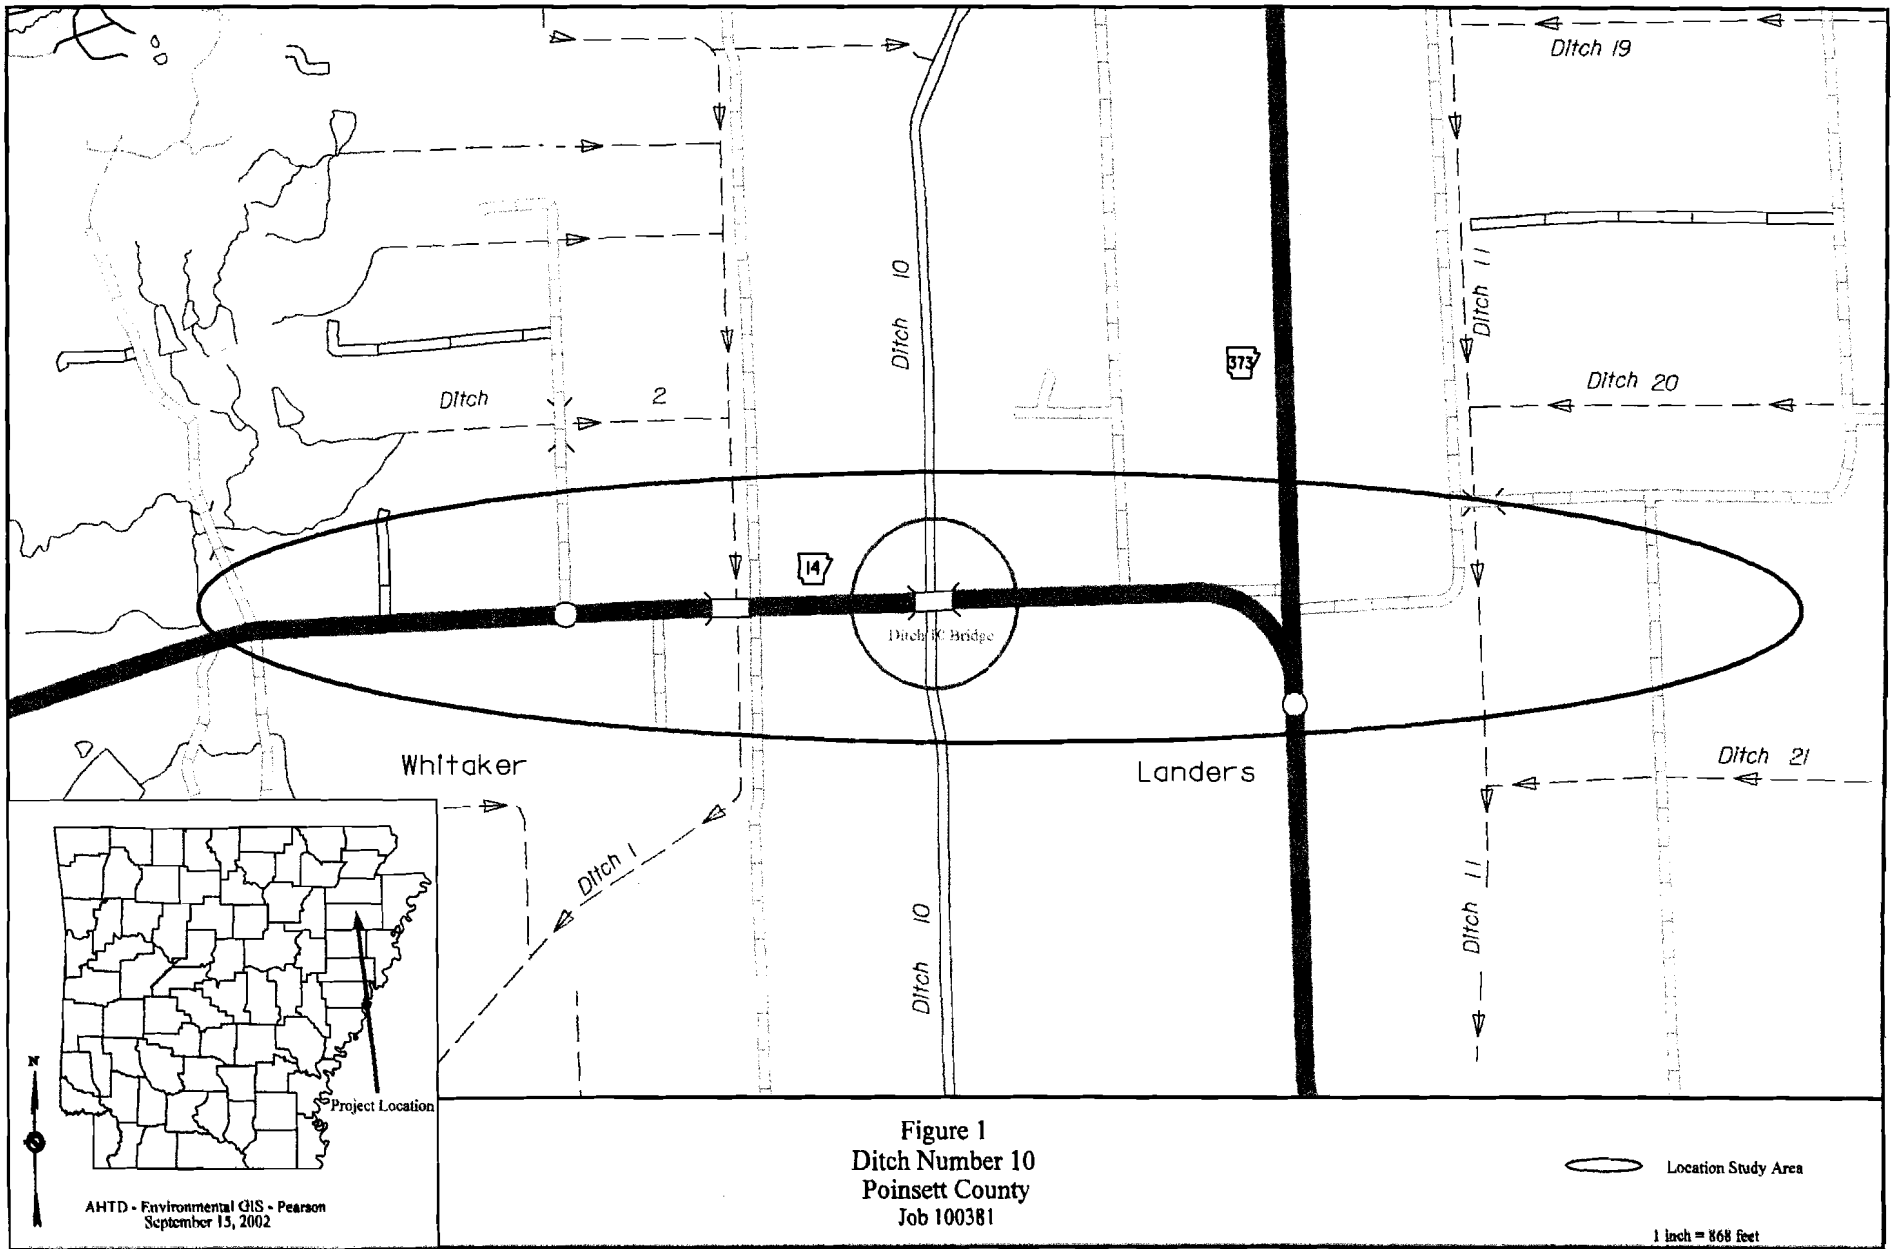 Ditch 19
Ditch 10
Ditch 11
373
Ditch 20
Ditch 2
14
Ditch 10 Bridge
Whitaker
Landers
Ditch 21
Ditch 1
Ditch 10
Ditch 11
N
Project Location
AHTD - Environmental GIS - Pearson
September 15, 2002
Figure 1
Ditch Number 10
Poinsett County
Job 100381
Location Study Area
1 inch = 868 feet